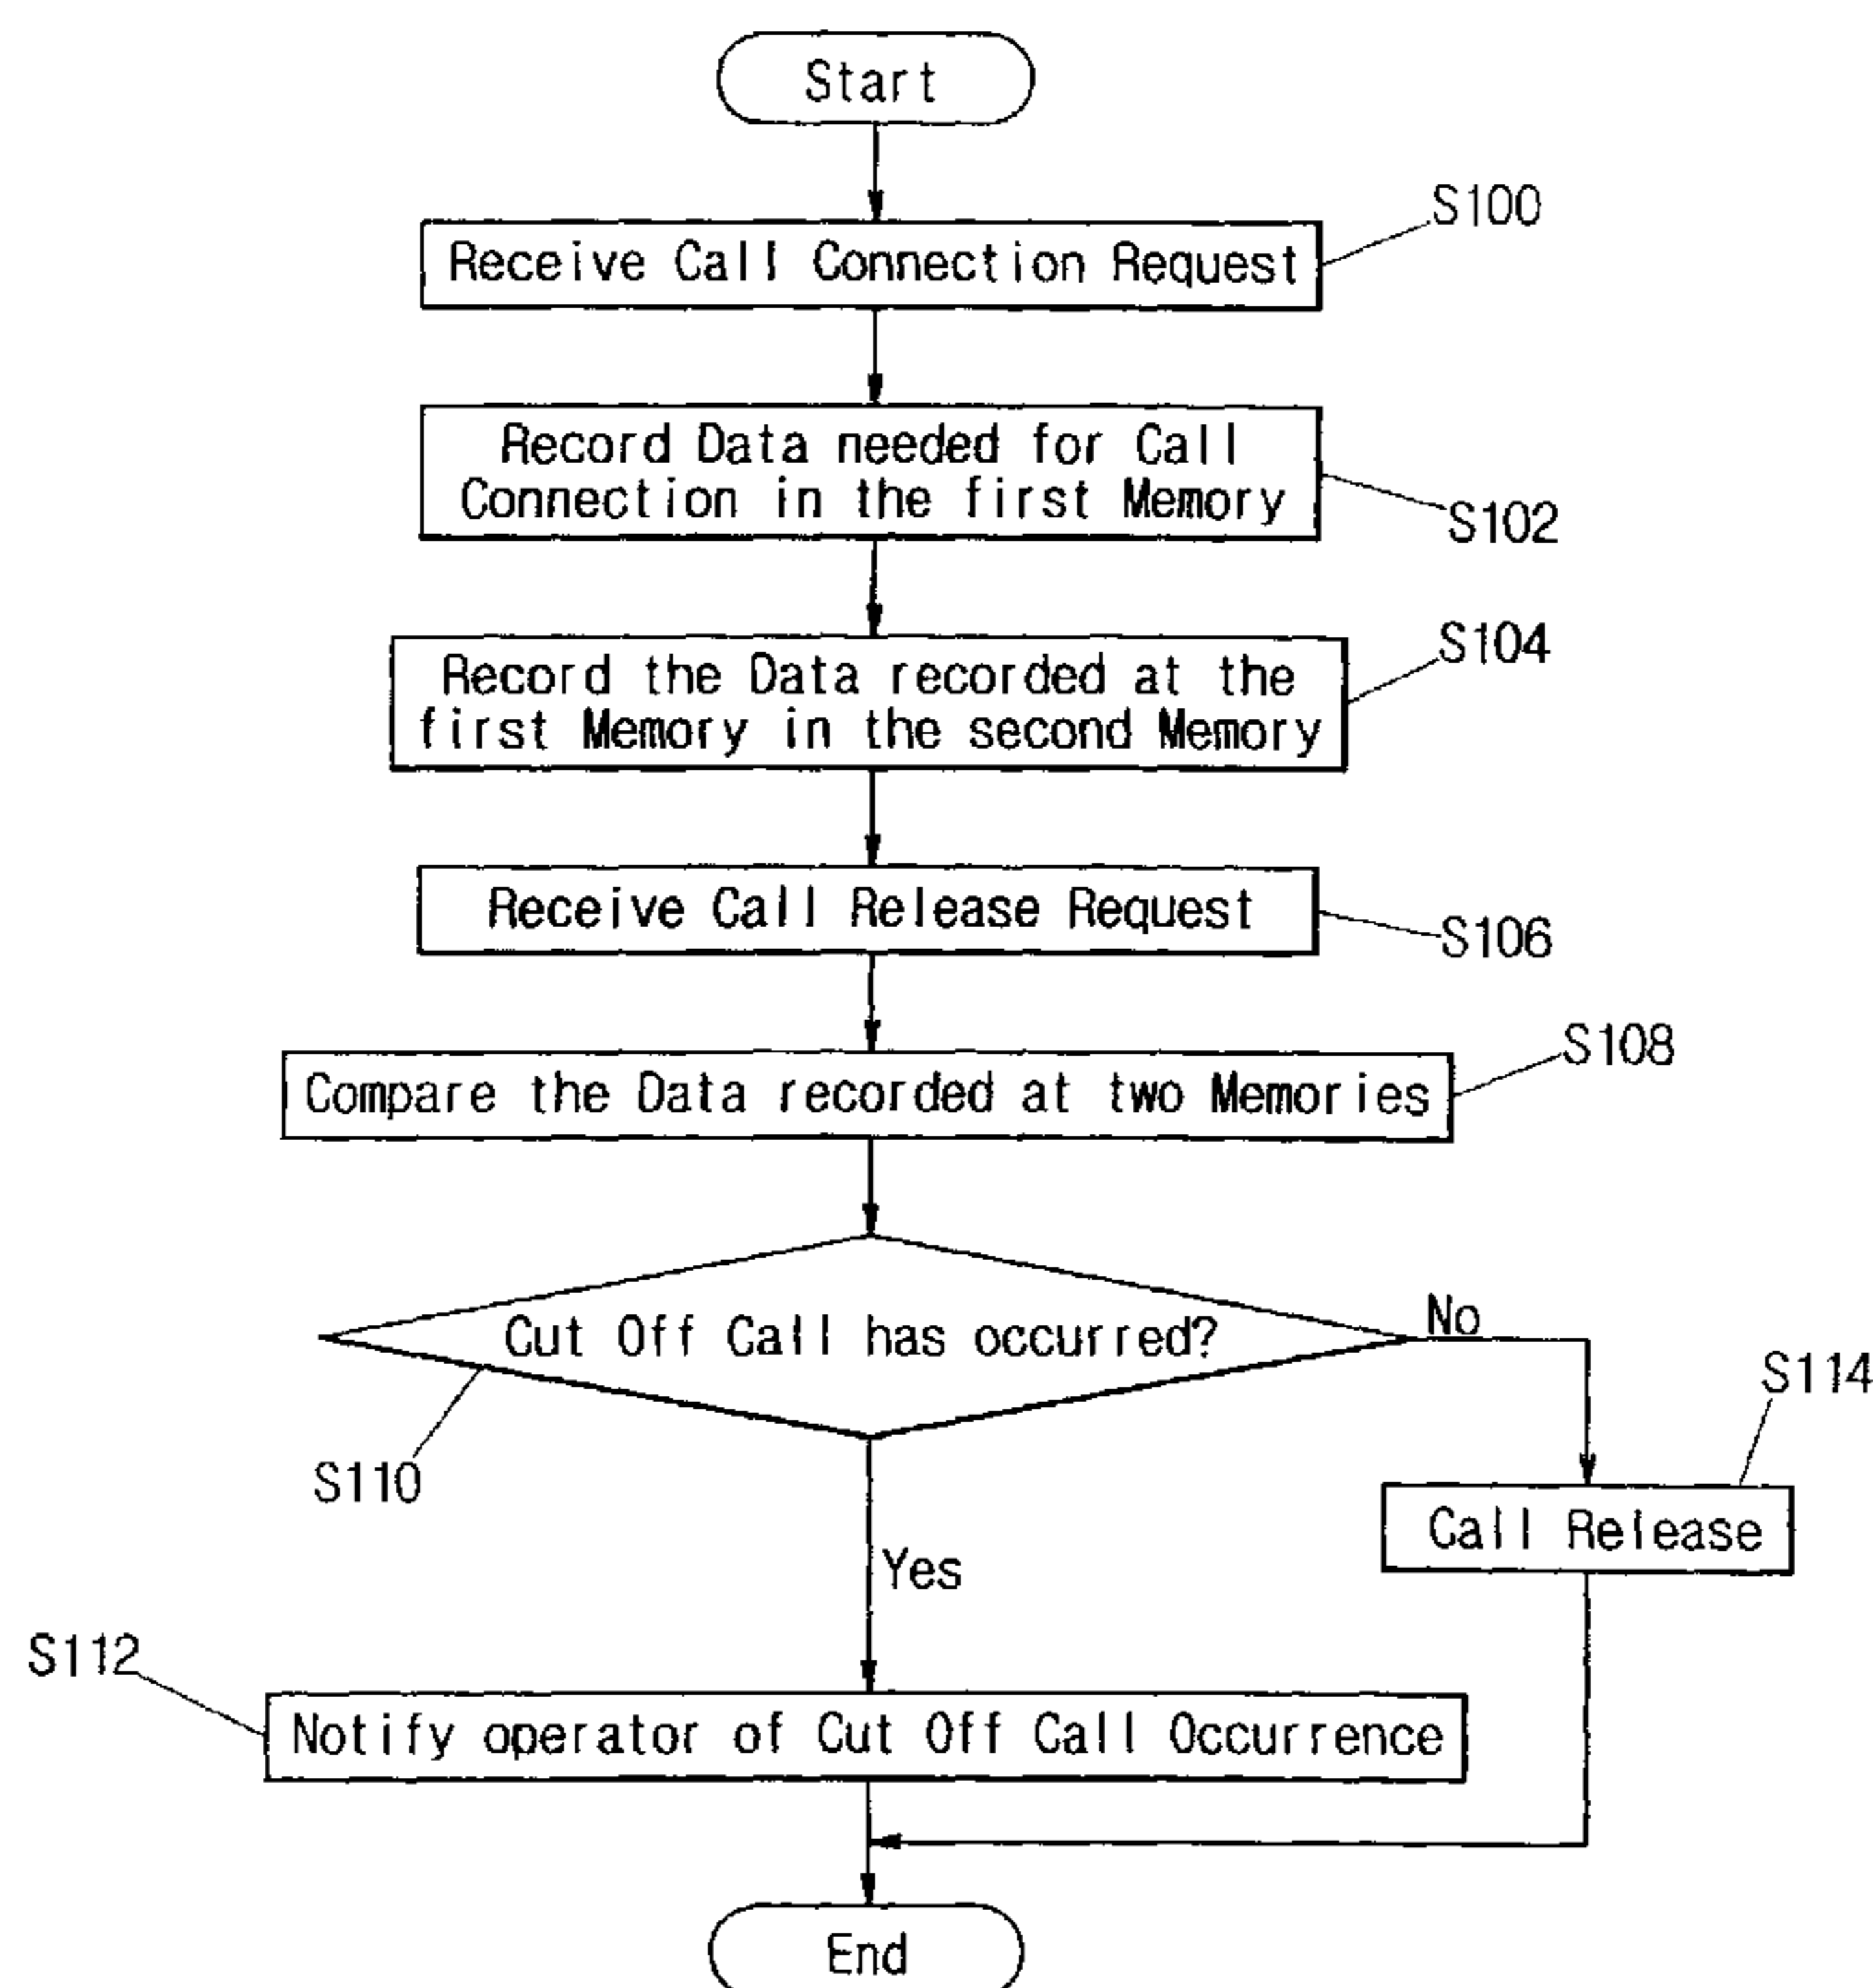 Start
S100
Receive Call Connection Request
Record Data needed for Call
Connection in the first Memory
S102
S104
Record the Data recorded at the
first Memory in the second Memory
Receive Call Release Request
S106
S108
Compare the Data recorded at two Memories
Cut Off Call has occurred?
No
S114
S110
Call Release
Yes
S112
Notify operator of Cut Off Call Occurrence
End